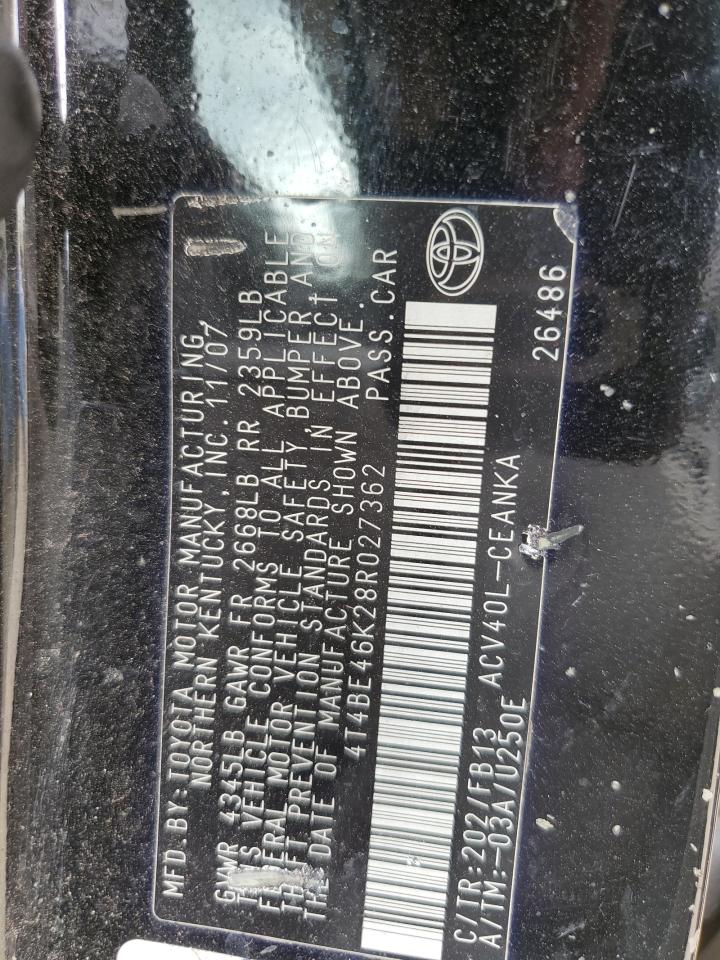 MFD.BY:TOYOTA MOTOR MANUFACTURING,
NORTHERN KENTUCKY,INC. 11/07
GVWR 4345LB GAWR FR 2668LB RR 2359LB
THIS VEHICLE CONFORMS TO ALL APPLICABLE
FEDERAL MOTOR VEHICLE SAFETY,BUMPER,AND
THEFT PREVENTION STANDARDS IN EFFECT ON
THE DATE OF MANUFACTURE SHOWN ABOVE.
4T4BE46K28R027362 PASS.CAR
C/TR:202/FB13 ACV40L-CEANKA
A/TM:-03A/U250E 26486